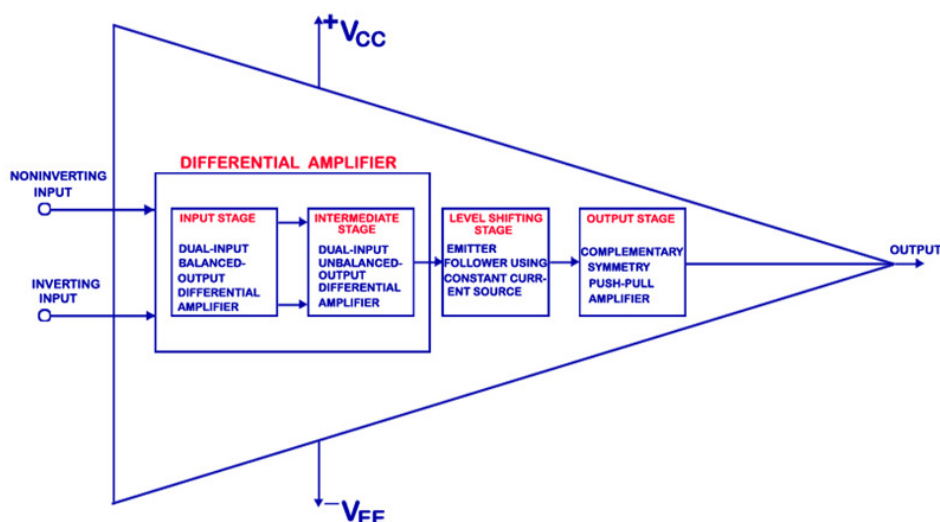 +VCC
DIFFERENTIAL AMPLIFIER
NONINVERTING
INPUT
INVERTING
INPUT
INPUT STAGE
DUAL-INPUT
BALANCED-
OUTPUT
DIFFERENTIAL
AMPLIFIER
INTERMEDIATE
STAGE
DUAL-INPUT
UNBALANCED-
OUTPUT
DIFFERENTIAL
AMPLIFIER
LEVEL SHIFTING
STAGE
EMITTER
FOLLOWER USING
CONSTANT CURR-
ENT SOURCE
OUTPUT STAGE
COMPLEMENTARY
SYMMETRY
PUSH-PULL
AMPLIFIER
OUTPUT
-VEE